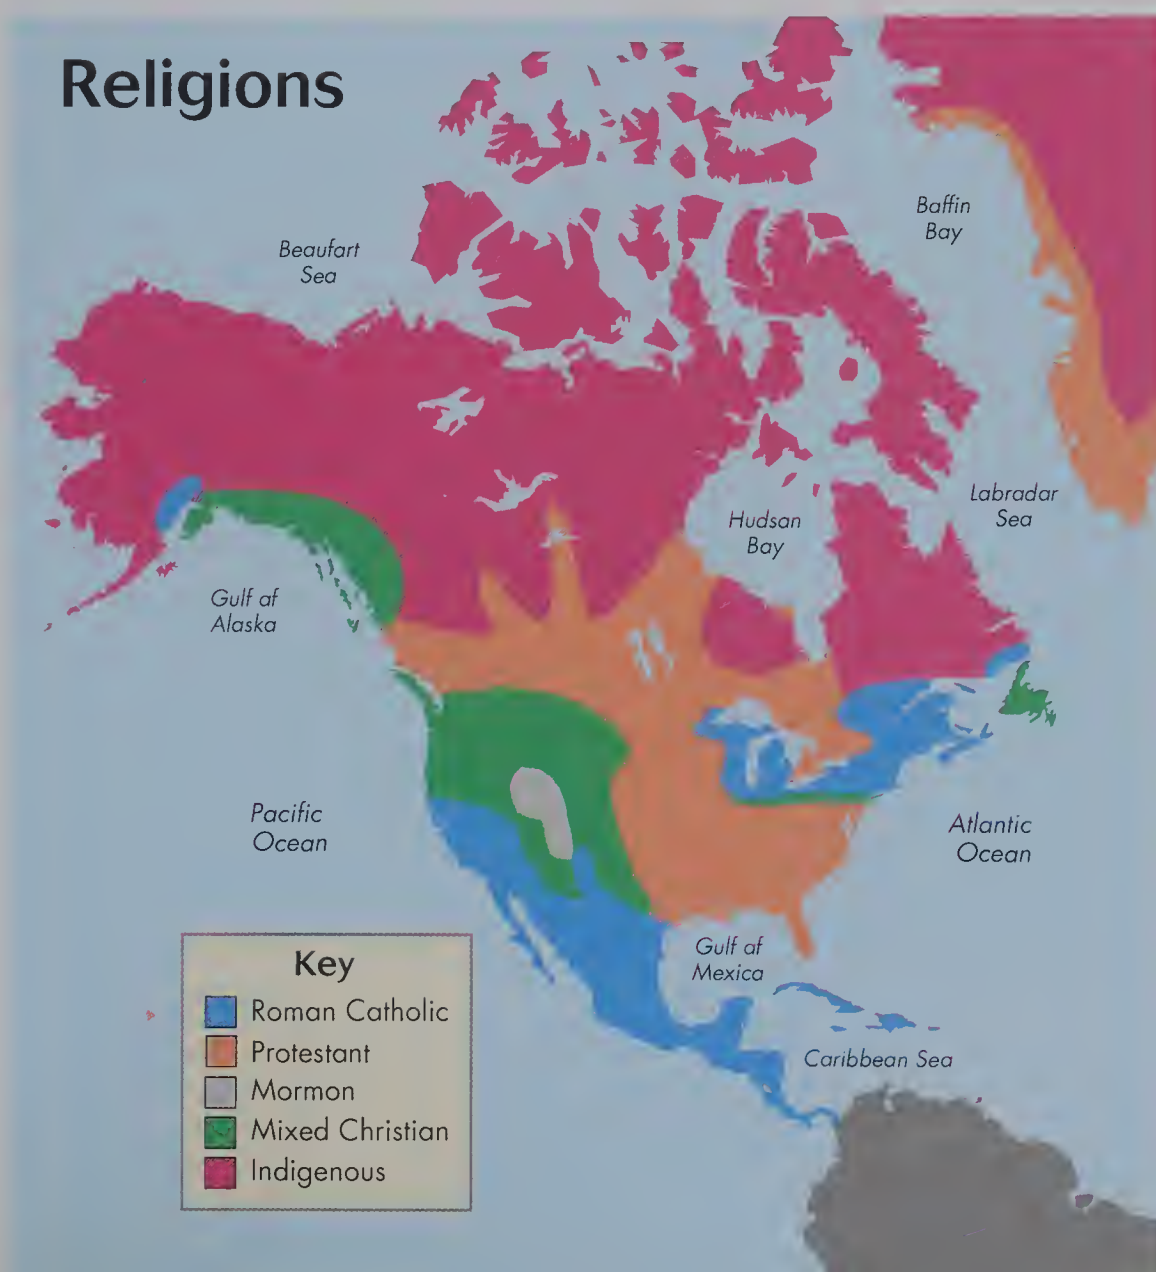 Religions
Baffin
Bay
Beaufart
Sea
Labradar
Sea
Hudsan
Bay
Gulf af
Alaska
Pacific
Ocean
Atlantic
Ocean
Gulf af
Mexica
Caribbean Sea
Key
Roman Catholic
Protestant
Mormon
Mixed Christian
Indigenous